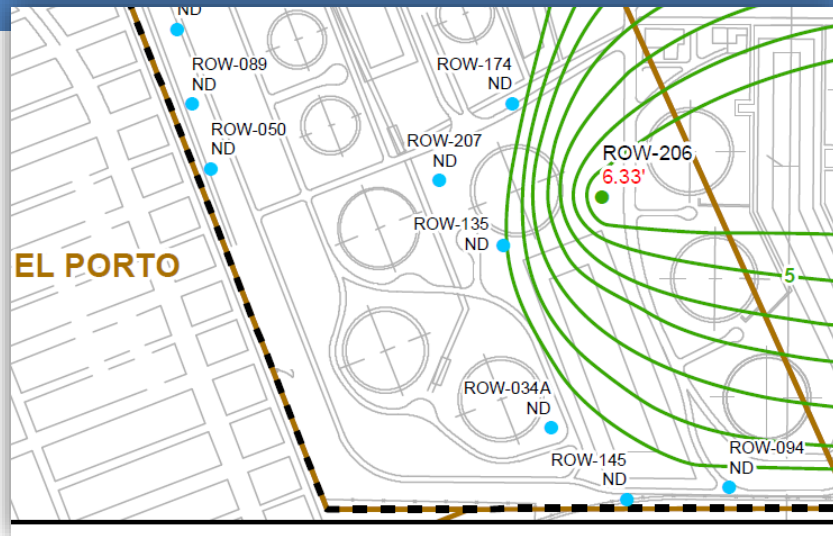 ND
ROW-089
ND
ROW-050
ND
ROW-174
ND
ROW-207
ND
ROW-206
6.33'
ROW-135
ND
EL PORTO
5
ROW-034A
ND
ROW-145
ND
ROW-094
ND